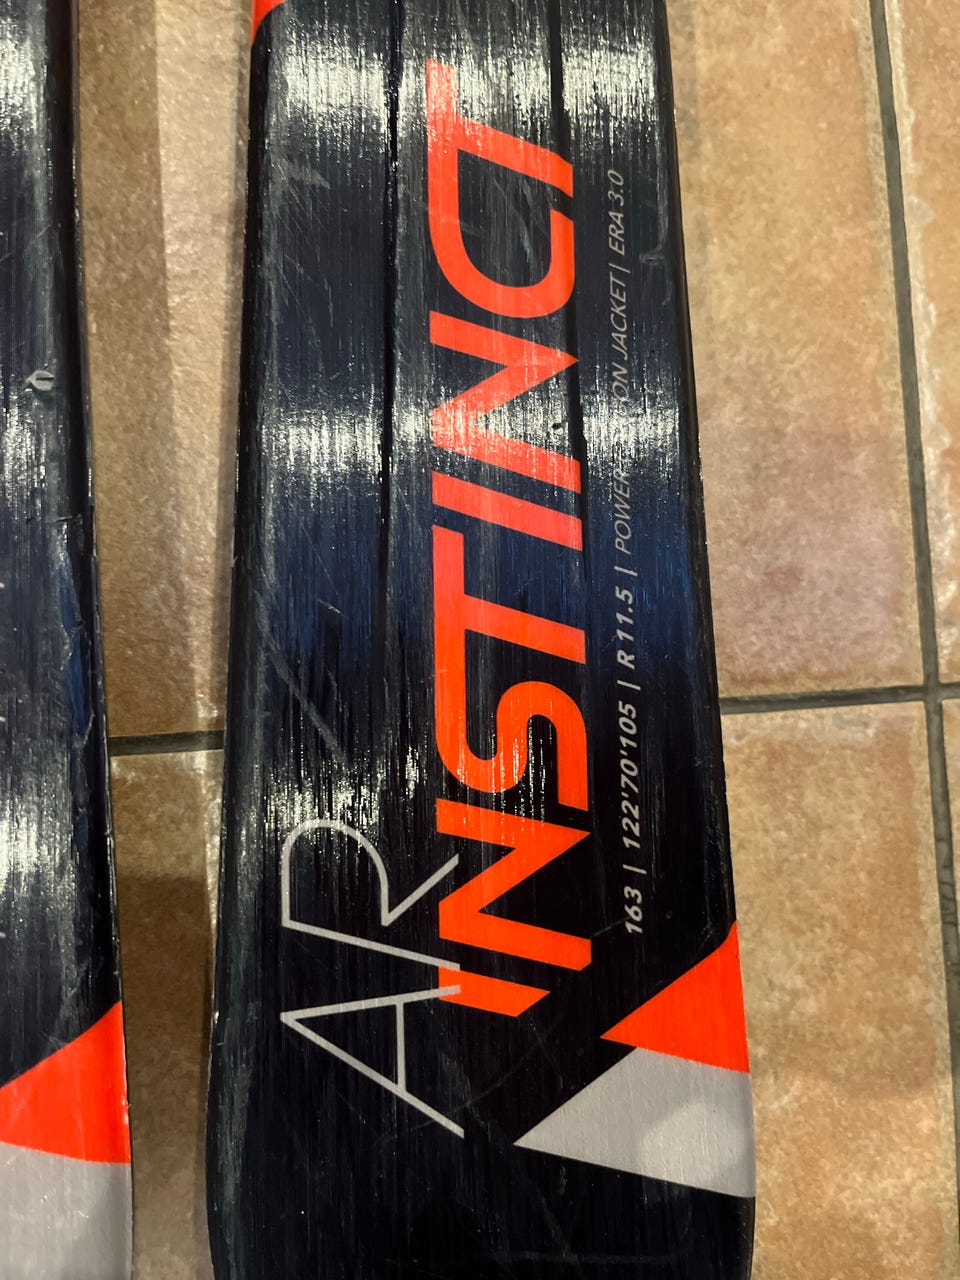 AR
INSTINCT
163 | 122'70'105 | R 11.5 | POWER JACKET | ERA 3.0